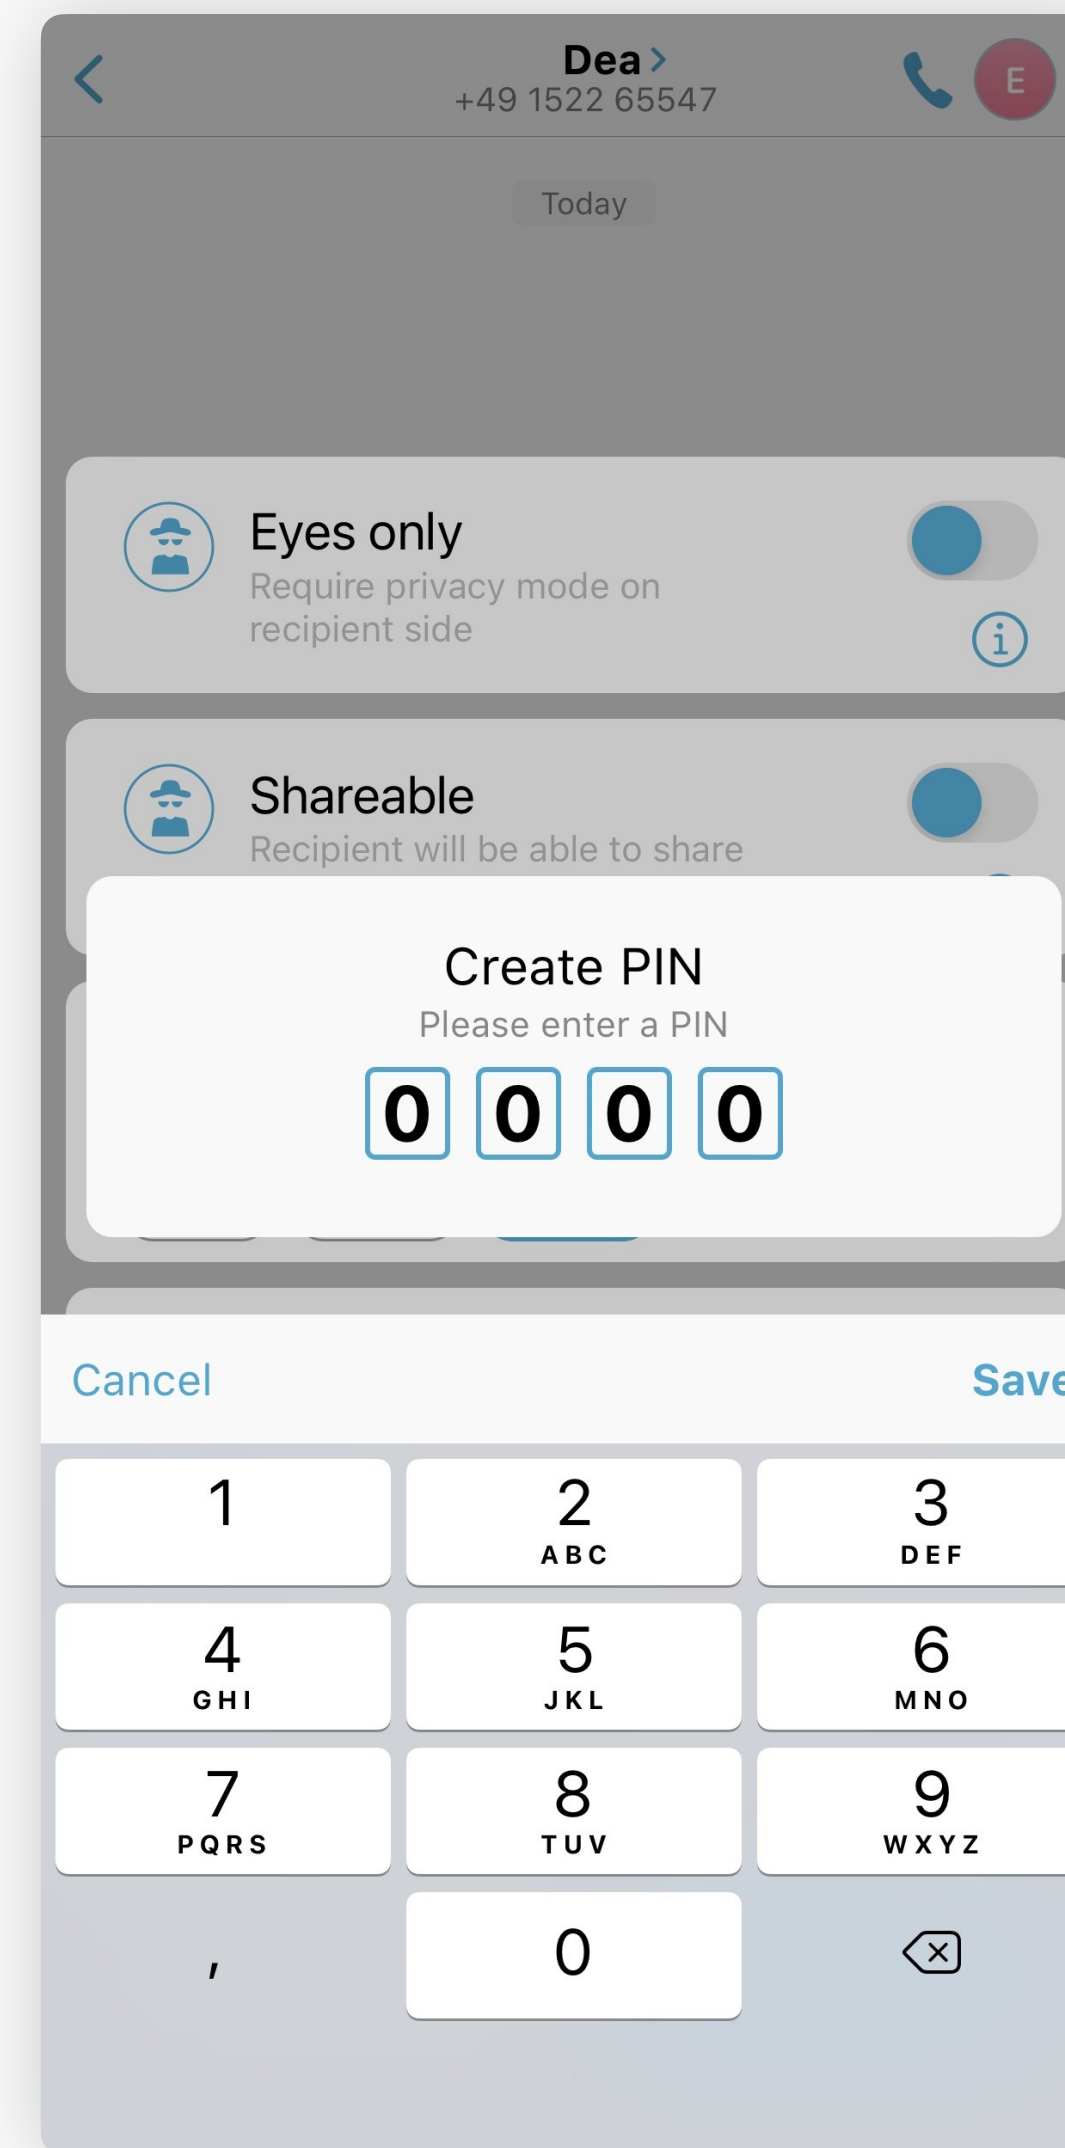 Dea
+49 1522 65547
E
Today
Eyes only
Require privacy mode on
recipient side
Shareable
Recipient will be able to share
Create PIN
Please enter a PIN
0 0 0 0
Cancel
Save
1
2
ABC
3
DEF
4
GHI
5
JKL
6
MNO
7
PQRS
8
TUV
9
WXYZ
,
0